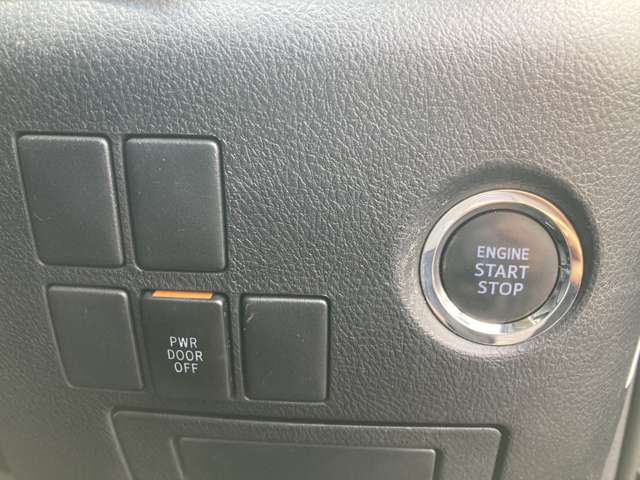 ENGINE
START
STOP
PWR
DOOR
OFF